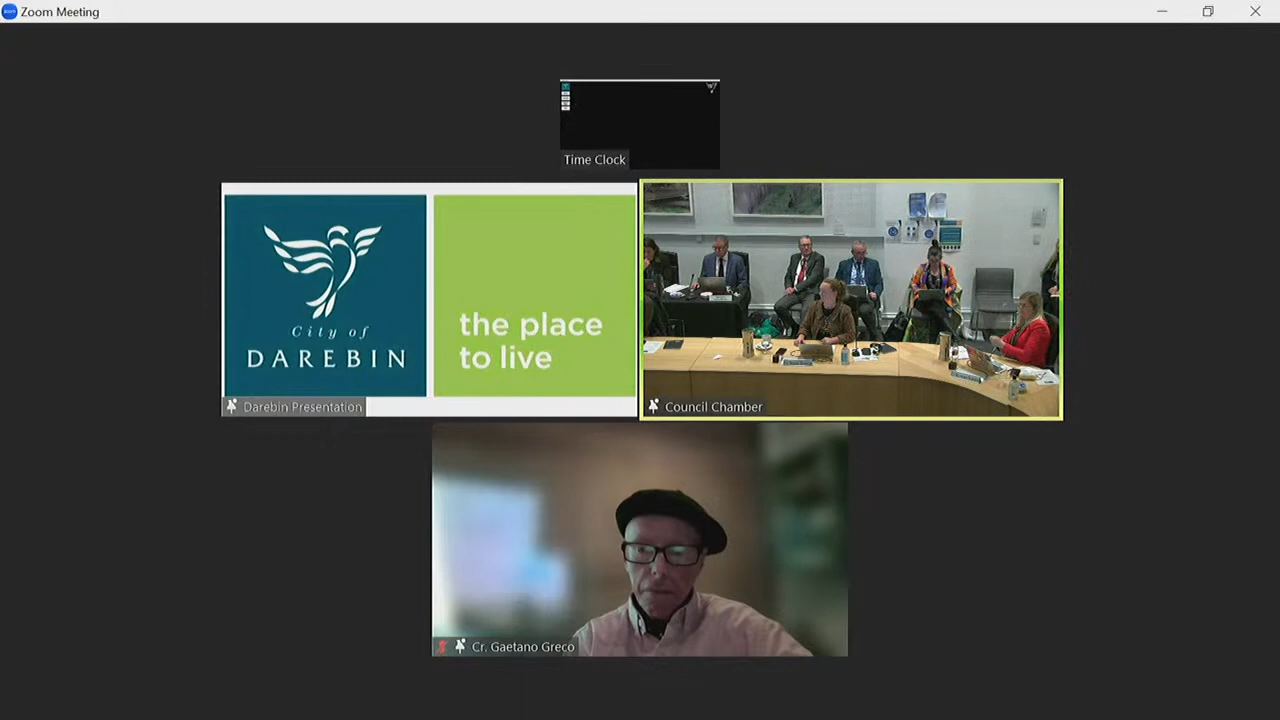 Zoom Meeting
Time Clock
City of
DAREBIN
the place
to live
Darebin Presentation
Council Chamber
Cr. Gaetano Greco